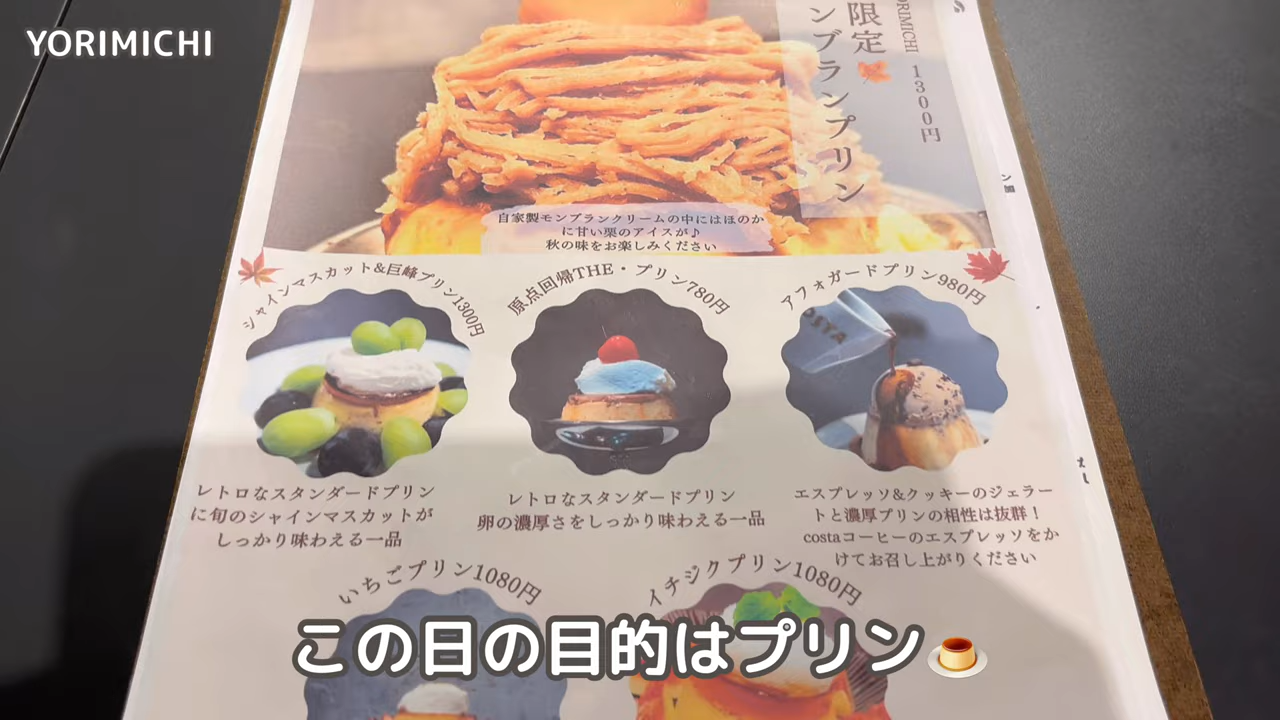 YORIMICHI
限定
ンブランプリン
YORIMICHI 1300円
自家製モンブランクリームの中にはほのか
に甘い栗のアイスが♪
秋の味をお楽しみください
シャインマスカット&巨峰プリン1300円
原点回帰THE・プリン780円
アフォガードプリン980円
COSTA
レトロなスタンダードプリン
に旬のシャインマスカットが
しっかり味わえる一品
レトロなスタンダードプリン
卵の濃厚さをしっかり味わえる一品
エスプレッソ&クッキーのジェラー
トと濃厚プリンの相性は抜群！
costaコーヒーのエスプレッソをか
けてお召し上がりください
いちごプリン1080円
イチジクプリン1080円
この日の目的はプリン🍮